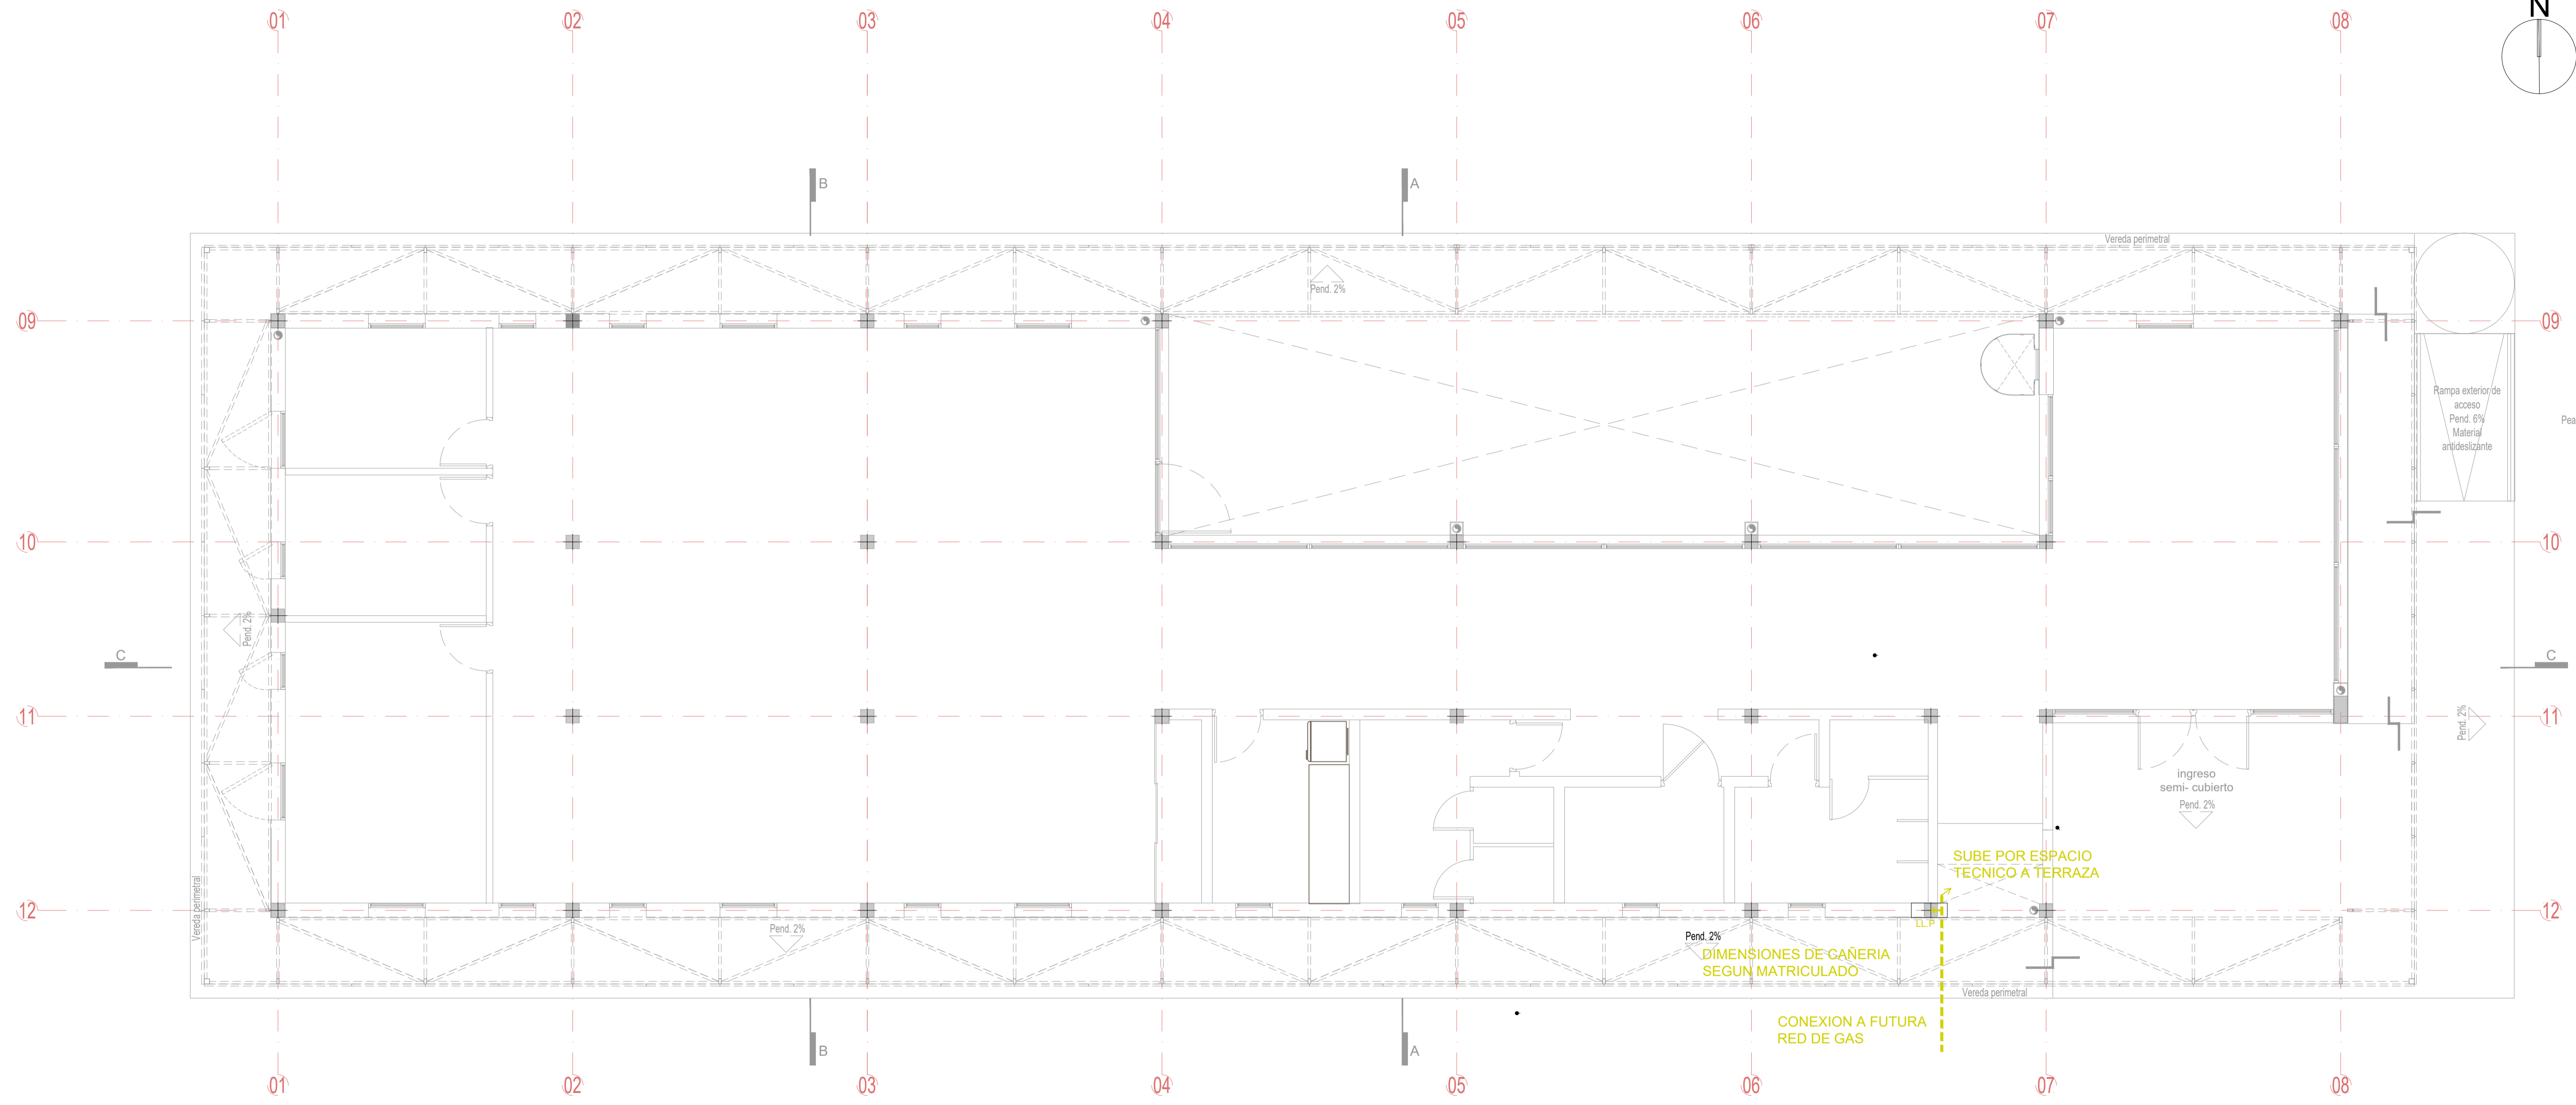 N
01 02 03 04 05 06 07 08
B A
Vereda perimetral
Pend. 2%
09 09
Rampa exterior de
acceso
Pend. 6%
Material
antideslizante
Pea
10 10
Pend. 2%
C C
11 11
Pend. 2%
ingreso
semi- cubierto
Pend. 2%
SUBE POR ESPACIO
TECNICO A TERRAZA
Vereda perimetral
12 12
LL.P
Pend. 2%
Pend. 2%
DIMENSIONES DE CAÑERIA
SEGUN MATRICULADO
Vereda perimetral
CONEXION A FUTURA
RED DE GAS
B A
01 02 03 04 05 06 07 08